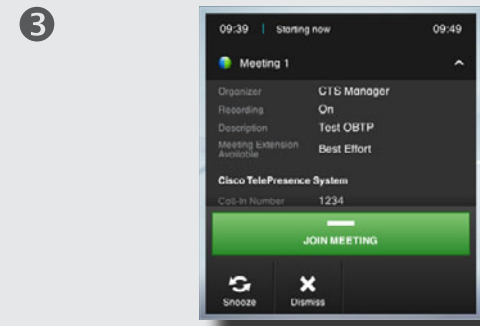 3
09:39 | Starting now 09:49
Meeting 1
Organizer CTS Manager
Recording On
Description Test OBTP
Meeting Extension Available Best Effort
Cisco TelePresence System
Call-In Number 1234
JOIN MEETING
Snooze Dismiss